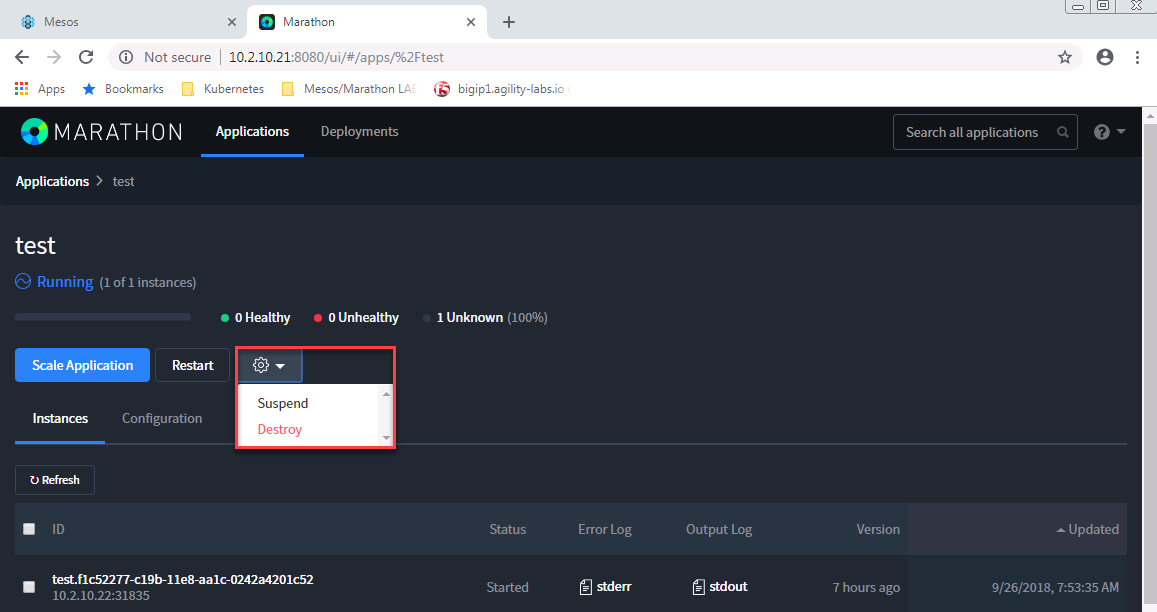 Mesos
Marathon
Not secure | 10.2.10.21:8080/ui/#/apps/%2Ftest
Apps Bookmarks Kubernetes Mesos/Marathon bigip1.agility-labs.io
MARATHON Applications Deployments Search all applications ?
Applications > test
test
Running (1 of 1 instances)
0 Healthy 0 Unhealthy 1 Unknown (100%)
Scale Application Restart
Suspend
Destroy
Instances Configuration
Refresh
ID Status Error Log Output Log Version Updated
test.f1c52277-c19b-11e8-aa1c-0242a4201c52 Started stderr stdout 7 hours ago 9/26/2018, 7:53:35 AM
10.2.10.22:31835